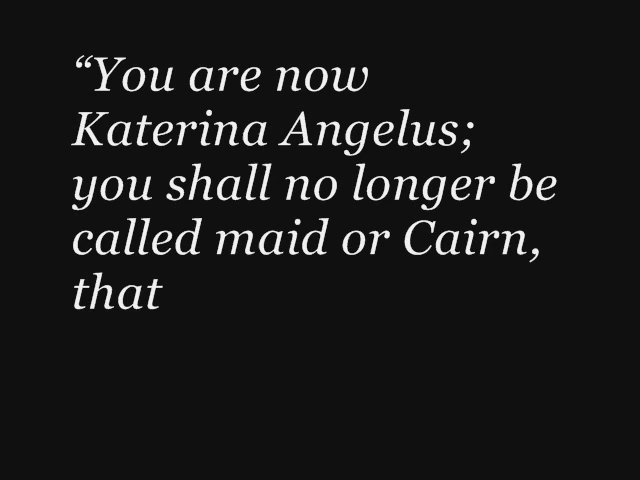 “You are now
Katerina Angelus;
you shall no longer be
called maid or Cairn,
that